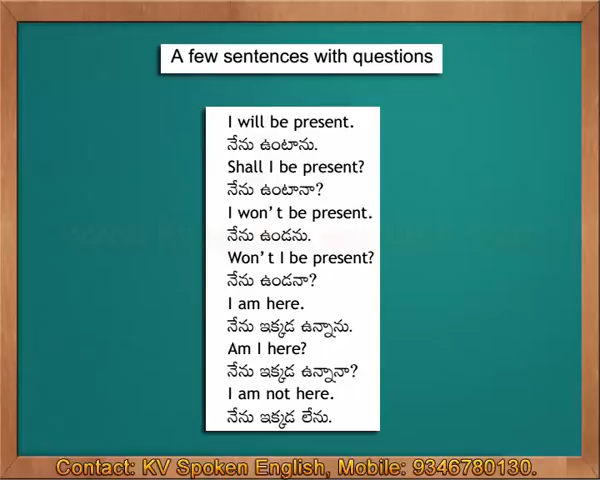 A few sentences with questions
I will be present.
నేను ఉంటాను.
Shall I be present?
నేను ఉంటానా?
I won't be present.
నేను ఉండను.
Won't I be present?
నేను ఉండనా?
I am here.
నేను ఇక్కడ ఉన్నాను.
Am I here?
నేను ఇక్కడ ఉన్నానా?
I am not here.
నేను ఇక్కడ లేను.
Contact: KV Spoken English, Mobile: 9346780130.